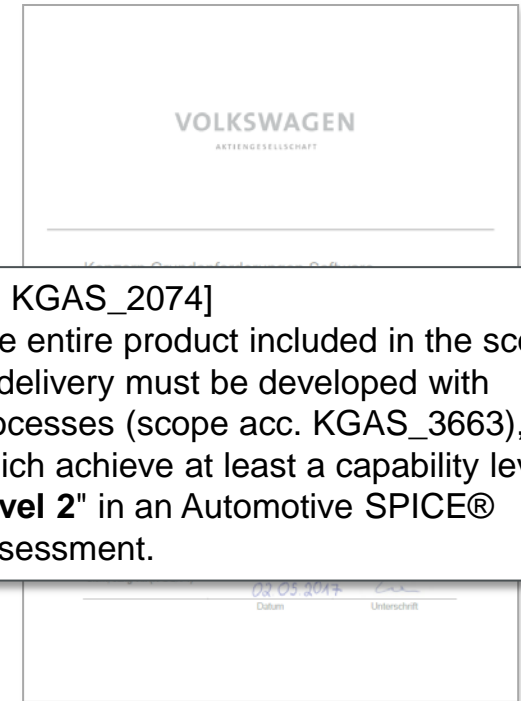 VOLKSWAGEN
AKTIENGESELLSCHAFT
KGAS_2074]
e entire product included in the sco
delivery must be developed with
ocesses (scope acc. KGAS_3663),
ich achieve at least a capability lev
vel 2" in an Automotive SPICE®
sessment.
02.05.2017
Datum Unterschrift